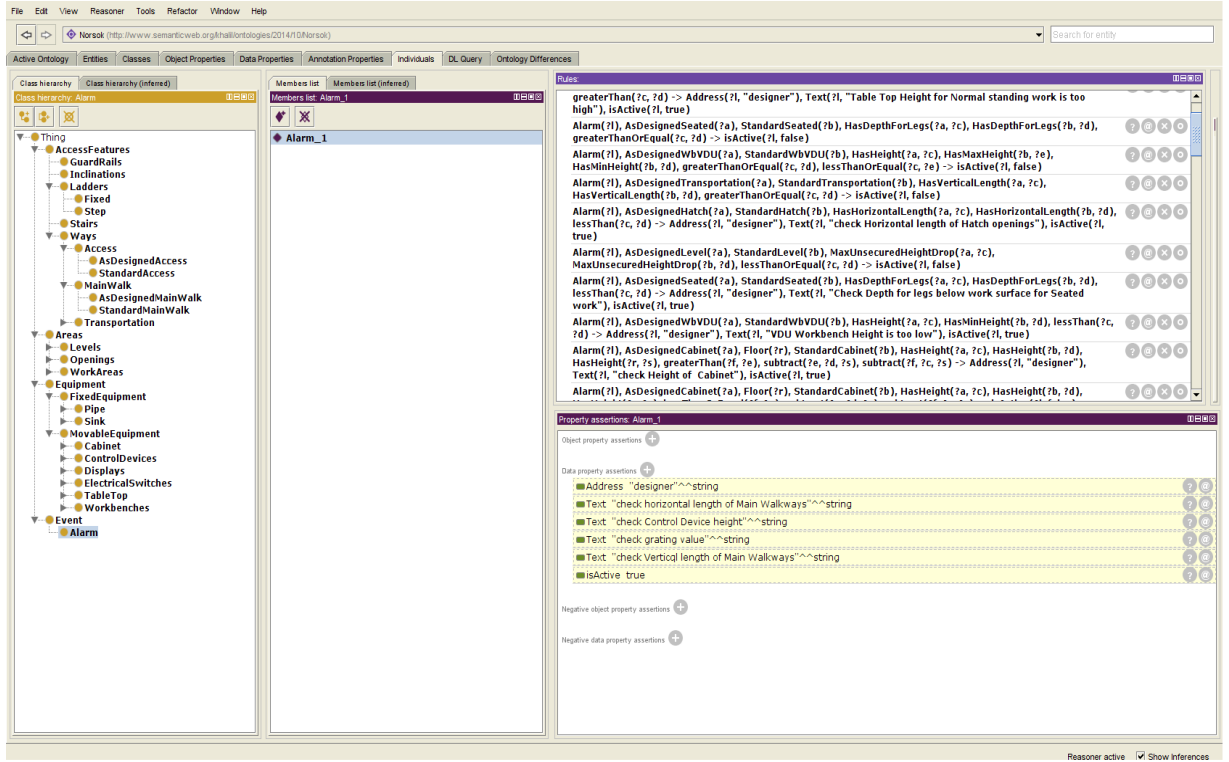 File Edit View Reasoner Tools Refactor Window Help
Norsok (http://www.semanticweb.org/khalil/ontologies/2014/10/Norsok)
Search for entity
Active Ontology Entities Classes Object Properties Data Properties Annotation Properties Individuals DL Query Ontology Differences
Class hierarchy Class hierarchy (inferred)
Class hierarchy: Alarm
Thing
AccessFeatures
GuardRails
Inclinations
Ladders
Fixed
Step
Stairs
Ways
Access
AsDesignedAccess
StandardAccess
MainWalk
AsDesignedMainWalk
StandardMainWalk
Transportation
Areas
Levels
Openings
WorkAreas
Equipment
FixedEquipment
Pipe
Sink
MovableEquipment
Cabinet
ControlDevices
Displays
ElectricalSwitches
TableTop
Workbenches
Event
Alarm
Members list Members list (inferred)
Members list: Alarm_1
Alarm_1
Rules:
greaterThan(?c, ?d) -> Address(?l, "designer"), Text(?l, "Table Top Height for Normal standing work is too
high"), isActive(?l, true)
Alarm(?l), AsDesignedSeated(?a), StandardSeated(?b), HasDepthForLegs(?a, ?c), HasDepthForLegs(?b, ?d),
greaterThan(?c, ?d) -> isActive(?l, false)
Alarm(?l), AsDesignedWbVDU(?a), StandardWbVDU(?b), HasHeight(?a, ?c), HasMaxHeight(?b, ?e),
HasMinHeight(?b, ?d), greaterThanOrEqual(?c, ?d), lessThanOrEqual(?c, ?e) -> isActive(?l, false)
Alarm(?l), AsDesignedTransportation(?a), StandardTransportation(?b), HasVerticalLength(?a, ?c),
HasVerticalLength(?b, ?d), greaterThanOrEqual(?c, ?d) -> isActive(?l, false)
Alarm(?l), AsDesignedHatch(?a), StandardHatch(?b), HasHorizontalLength(?a, ?c), HasHorizontalLength(?b, ?d),
lessThan(?c, ?d) -> Address(?l, "designer"), Text(?l, "check Horizontal length of Hatch openings"), isActive(?l,
true)
Alarm(?l), AsDesignedLevel(?a), StandardLevel(?b), MaxUnsecuredHeightDrop(?a, ?c),
MaxUnsecuredHeightDrop(?b, ?d), lessThanOrEqual(?c, ?d) -> isActive(?l, false)
Alarm(?l), AsDesignedSeated(?a), StandardSeated(?b), HasDepthForLegs(?a, ?c), HasDepthForLegs(?b, ?d),
lessThan(?c, ?d) -> Address(?l, "designer"), Text(?l, "Check Depth for legs below work surface for Seated
work"), isActive(?l, true)
Alarm(?l), AsDesignedWbVDU(?a), StandardWbVDU(?b), HasHeight(?a, ?c), HasMinHeight(?b, ?d), lessThan(?c,
?d) -> Address(?l, "designer"), Text(?l, "VDU Workbench Height is too low"), isActive(?l, true)
Alarm(?l), AsDesignedCabinet(?a), Floor(?r), StandardCabinet(?b), HasHeight(?a, ?c), HasHeight(?b, ?d),
HasHeight(?r, ?s), greaterThan(?f, ?e), subtract(?e, ?d, ?s), subtract(?f, ?c, ?s) -> Address(?l, "designer"),
Text(?l, "check Height of  Cabinet"), isActive(?l, true)
Alarm(?l), AsDesignedCabinet(?a), Floor(?r), StandardCabinet(?b), HasHeight(?a, ?c), HasHeight(?b, ?d),
Property assertions: Alarm_1
Object property assertions
Data property assertions
Address "designer"^^string
Text "check horizontal length of Main Walkways"^^string
Text "check Control Device height"^^string
Text "check grating value"^^string
Text "check Verticql length of Main Walkways"^^string
isActive true
Negative object property assertions
Negative data property assertions
Reasoner active Show Inferences